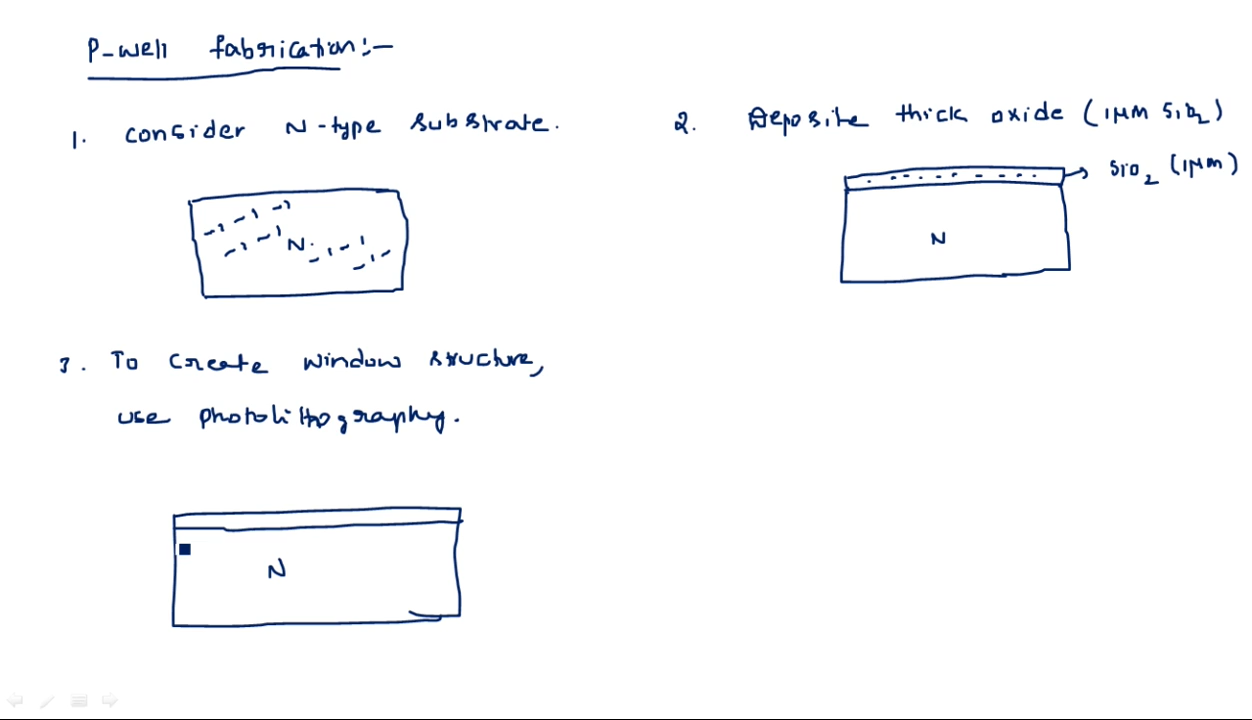 P-well fabrication:-
1. Consider N-type substrate.
N
2. Deposite thick oxide (1µm SiO2)
SiO2 (1µm)
N
3. To create window structure,
use photolithography.
N